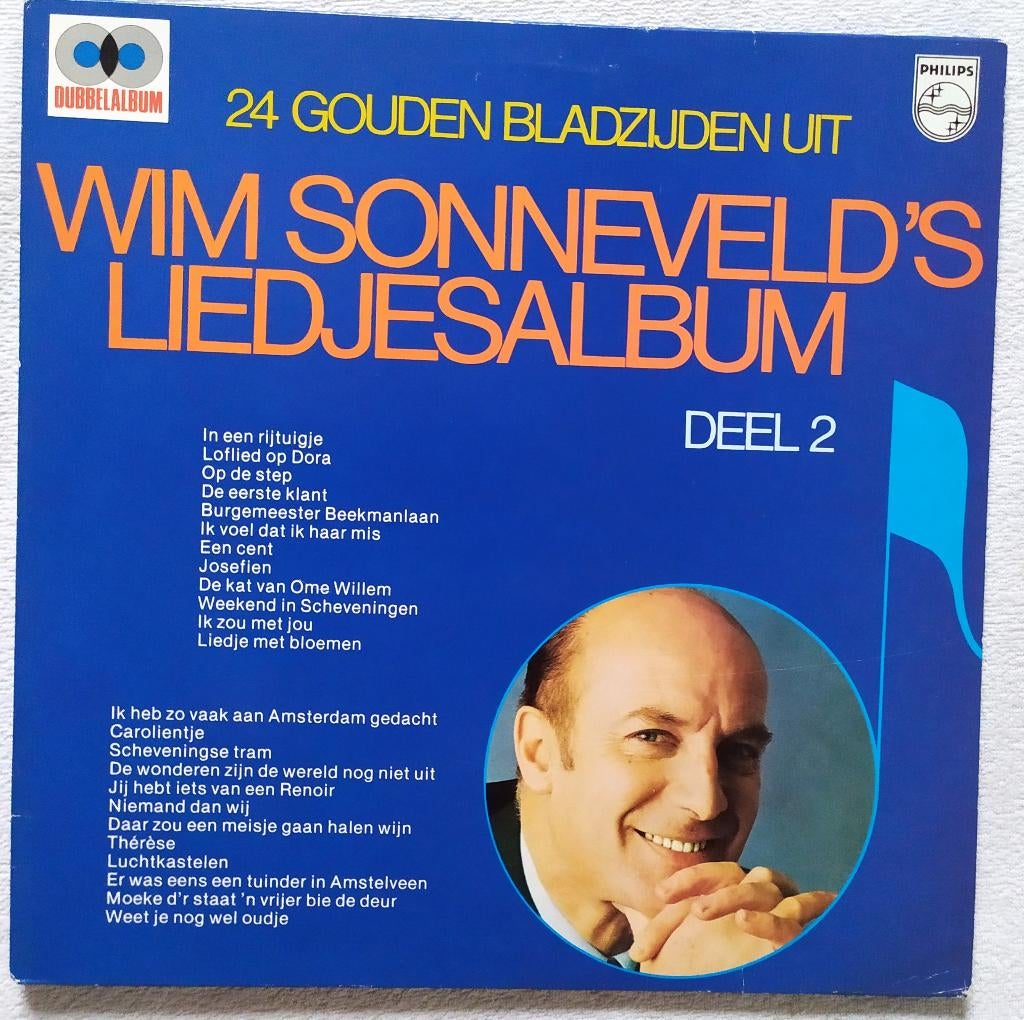 DUBBELALBUM
PHILIPS
24 GOUDEN BLADZIJDEN UIT
WIM SONNEVELD'S
LIEDJESALBUM
DEEL 2
In een rijtuigje
Loflied op Dora
Op de step
De eerste klant
Burgemeester Beekmanlaan
Ik voel dat ik haar mis
Een cent
Josefien
De kat van Ome Willem
Weekend in Scheveningen
Ik zou met jou
Liedje met bloemen
Ik heb zo vaak aan Amsterdam gedacht
Carolientje
Scheveningse tram
De wonderen zijn de wereld nog niet uit
Jij hebt iets van een Renoir
Niemand dan wij
Daar zou een meisje gaan halen wijn
Thérèse
Luchtkastelen
Er was eens een tuinder in Amstelveen
Moeke d'r staat 'n vrijer bie de deur
Weet je nog wel oudje